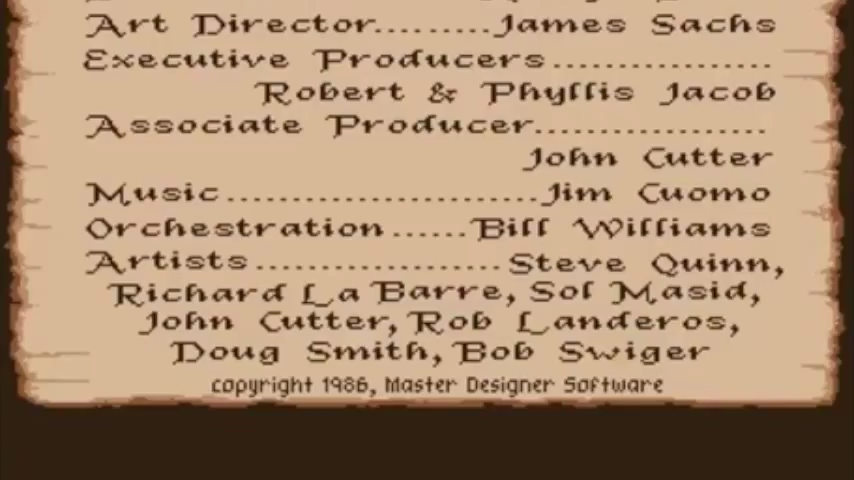 Art Director.........James Sachs
Executive Producers................
Robert & Phyllis Jacob
Associate Producer.................
John Cutter
Music.......................Jim Cuomo
Orchestration......Bill Williams
Artists..................Steve Quinn,
Richard La Barre, Sol Masid,
John Cutter, Rob Landeros,
Doug Smith, Bob Swiger
copyright 1986, Master Designer Software